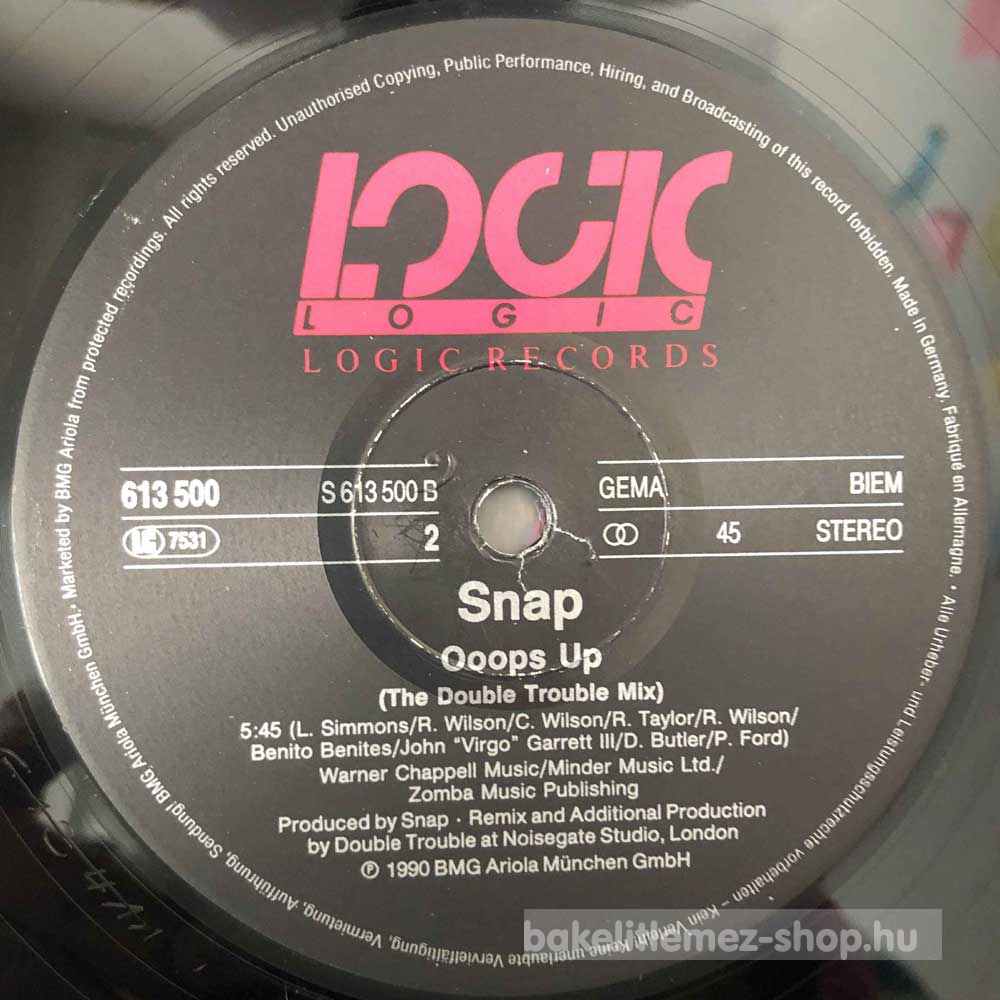 LOGIC
LOGIC
LOGIC RECORDS
613 500 S 613 500 B
LC 7531 2
GEMA BIEM
45 STEREO
Snap
Ooops Up
(The Double Trouble Mix)
5:45 (L. Simmons/R. Wilson/C. Wilson/R. Taylor/R. Wilson/
Benito Benites/John "Virgo" Garrett III/D. Butler/P. Ford)
Warner Chappell Music/Minder Music Ltd./
Zomba Music Publishing
Produced by Snap · Remix and Additional Production
by Double Trouble at Noisegate Studio, London
℗ 1990 BMG Ariola München GmbH
Marketed by BMG Ariola from protected recordings. All rights reserved. Unauthorised Copying, Public Performance, Hiring, and Broadcasting of this record forbidden. Made in Germany. Fabriqué en Allemagne. • Alle Urheber- und Leistungsschutzrechte vorbehalten – Kein Verleih! Keine unerlaubte Vervielfältigung, Vermietung, Aufführung, Sendung! BMG Ariola München GmbH •
bakelitlemez-shop.hu